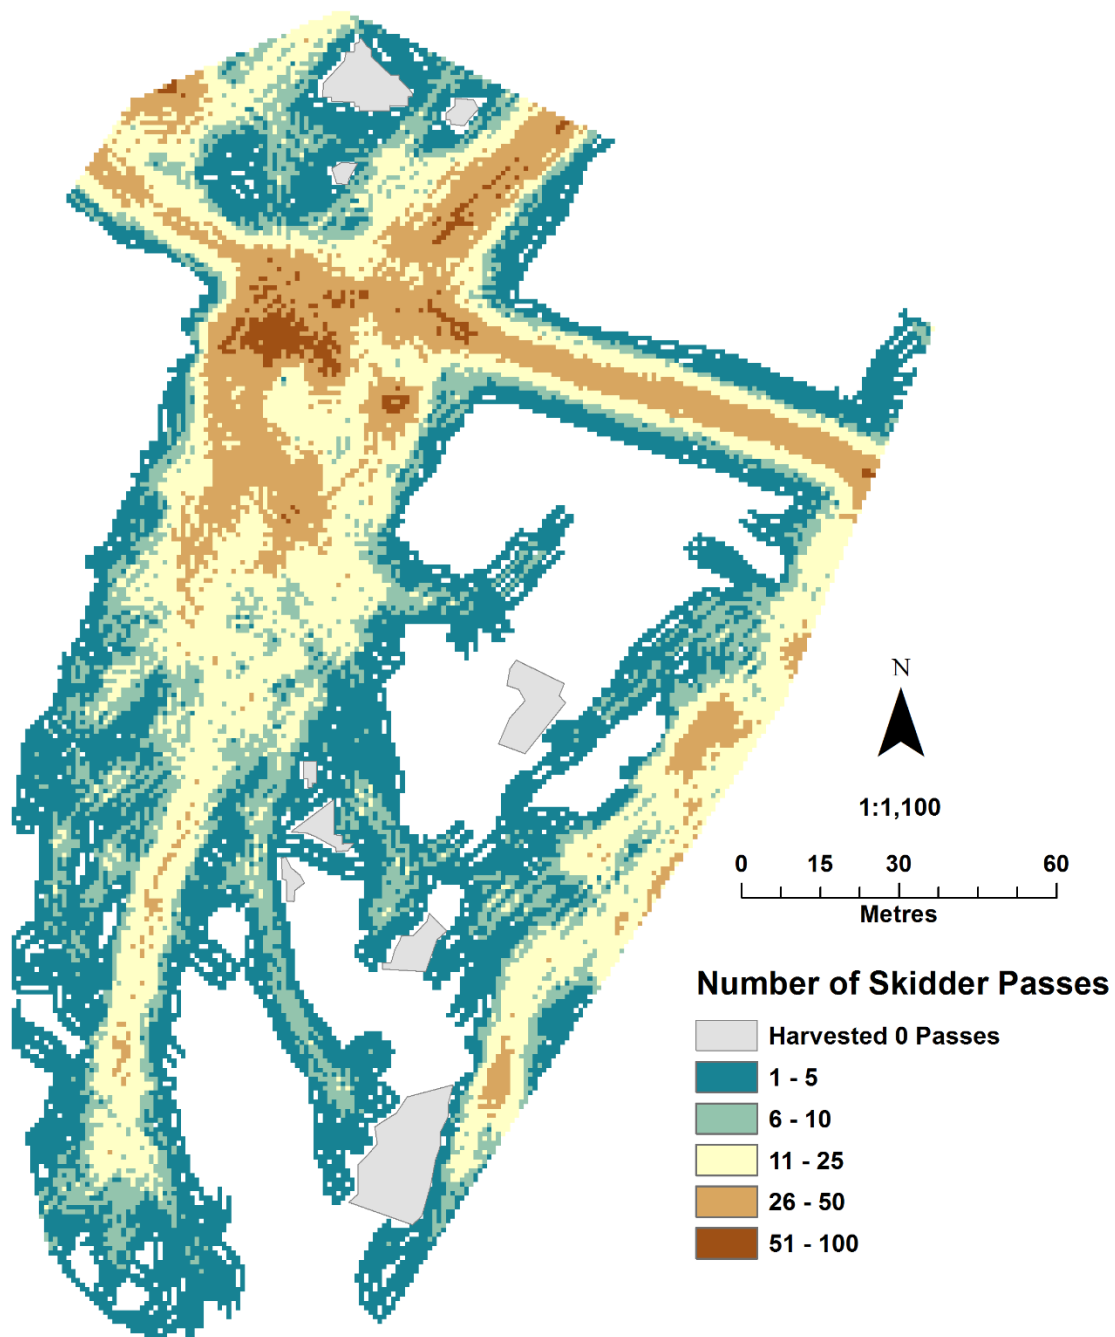 N
1:1,100
0 15 30 60
Metres
Number of Skidder Passes
Harvested 0 Passes
1 - 5
6 - 10
11 - 25
26 - 50
51 - 100